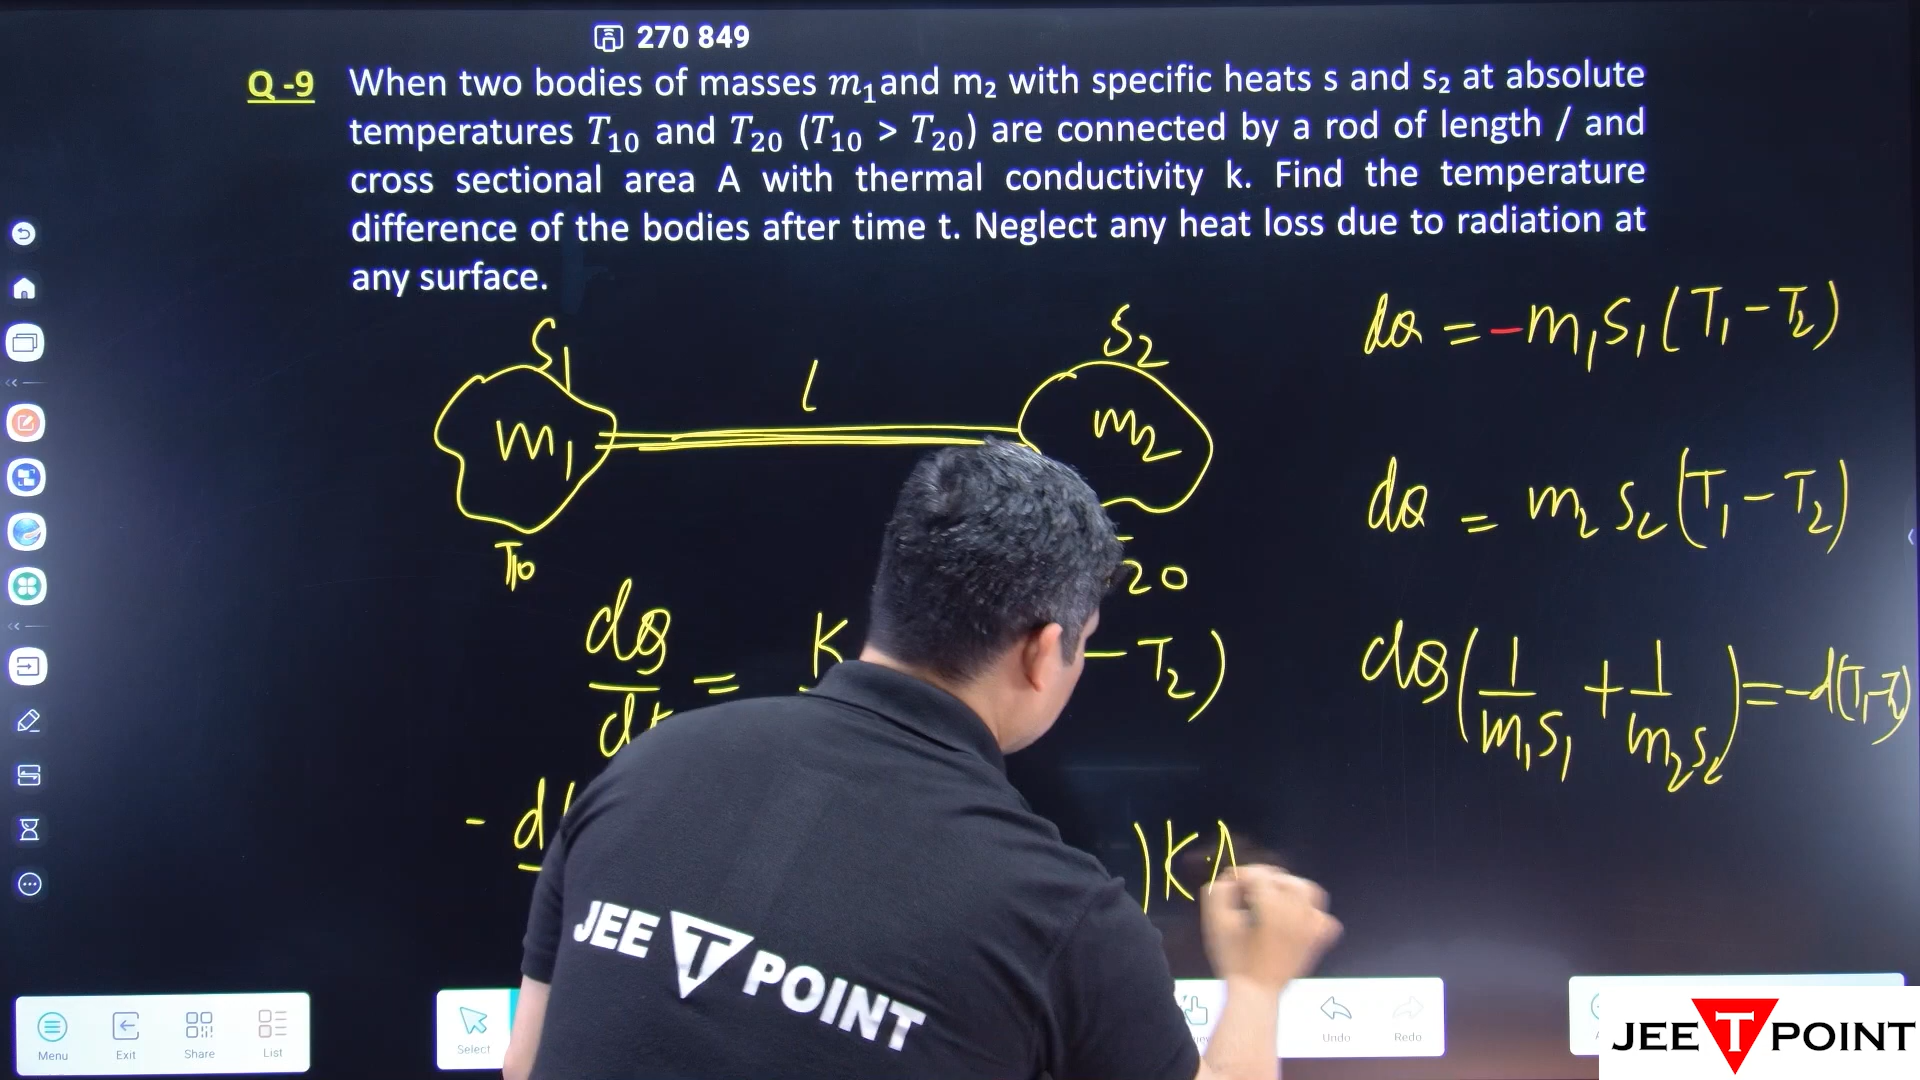 270 849
Q-9 When two bodies of masses m₁and m₂ with specific heats s and s₂ at absolute
temperatures T₁₀ and T₂₀ (T₁₀ > T₂₀) are connected by a rod of length / and
cross sectional area A with thermal conductivity k. Find the temperature
difference of the bodies after time t. Neglect any heat loss due to radiation at
any surface.
S₁
l
S₂
m₁
m₂
T₁₀
20
dQ = -m₁s₁(T₁-T₂)
dQ = m₂s₂(T₁-T₂)
dQ(1/m₁s₁ + 1/m₂s₂) = -d(T₁-T₂)
dQ/dt = K - T₂)
- d
)KA
JEE T POINT
Menu
Exit
Share
List
Select
Undo
Redo
JEE T POINT